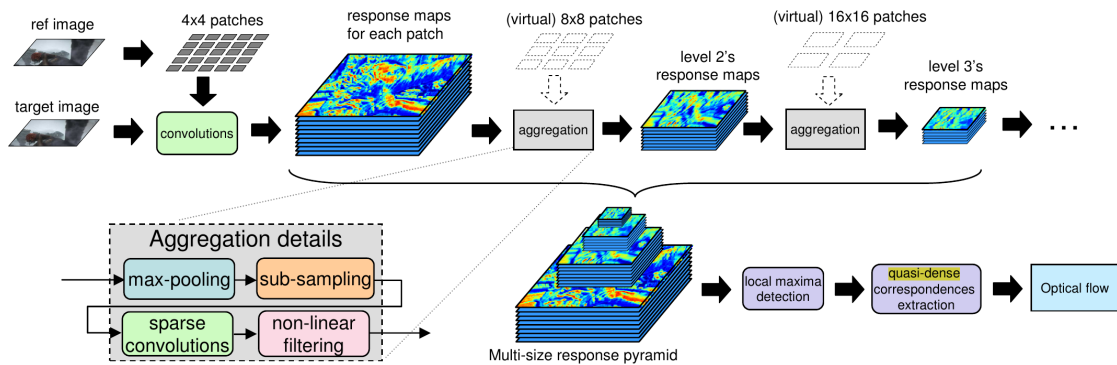 ref image
4x4 patches
response maps
for each patch
(virtual) 8x8 patches
(virtual) 16x16 patches
level 2's
response maps
level 3's
response maps
target image
convolutions
aggregation
aggregation
...
Aggregation details
max-pooling
sub-sampling
sparse
convolutions
non-linear
filtering
Multi-size response pyramid
local maxima
detection
quasi-dense
correspondences
extraction
Optical flow